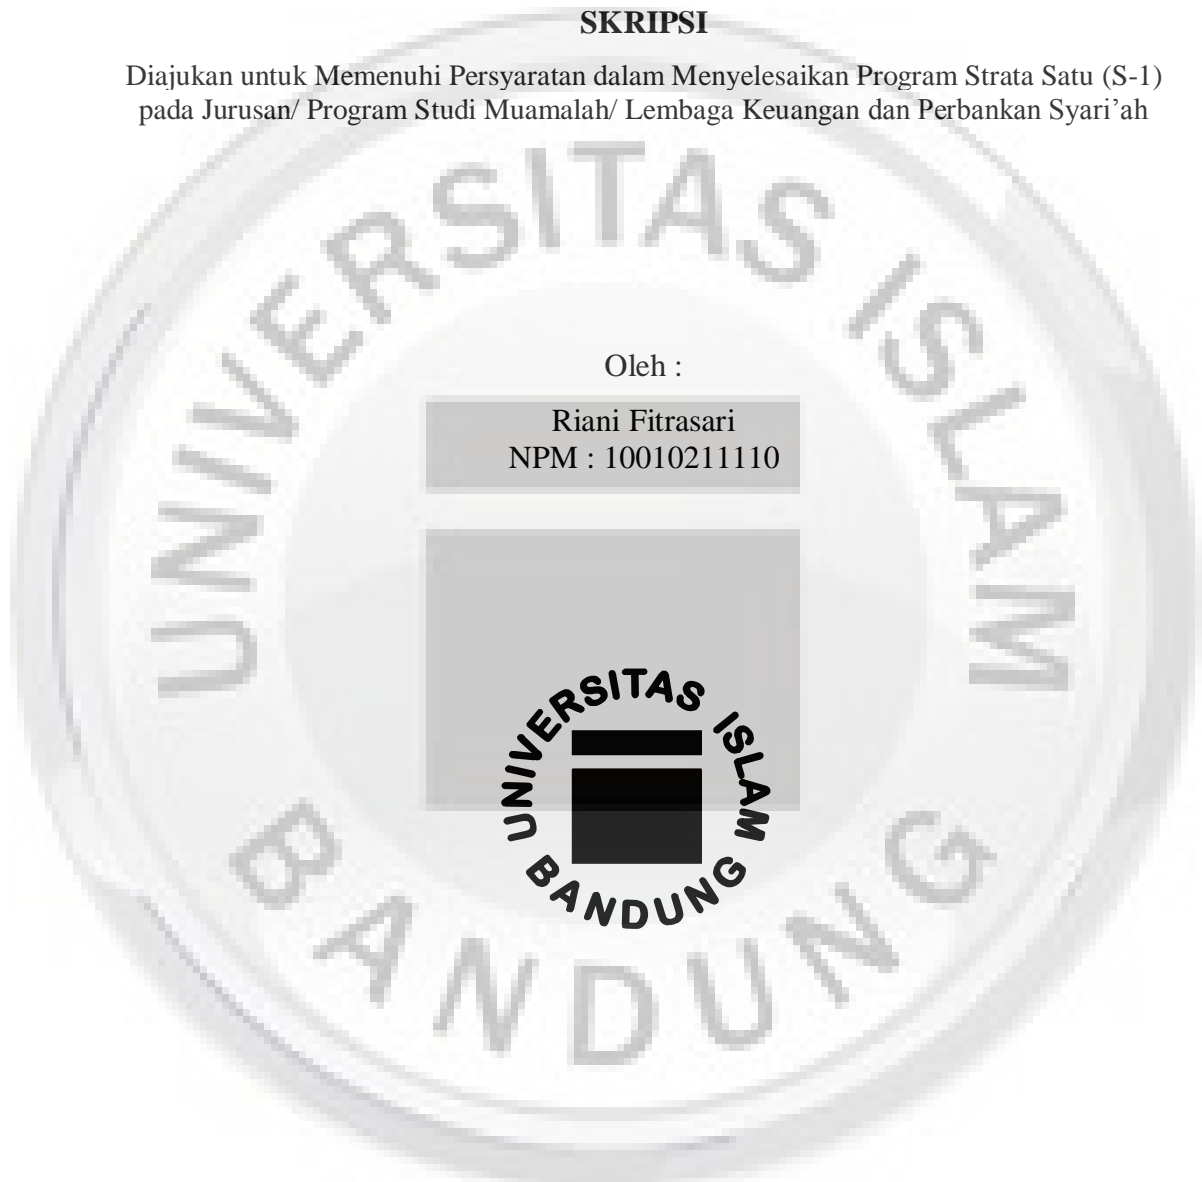 SKRIPSI
Diajukan untuk Memenuhi Persyaratan dalam Menyelesaikan Program Strata Satu (S-1)
pada Jurusan/ Program Studi Muamalah/ Lembaga Keuangan dan Perbankan Syari’ah
UNIVERSITAS ISLAM
BANDUNG
Oleh :
Riani Fitrasari
NPM : 10010211110
UNIVERSITAS ISLAM
BANDUNG